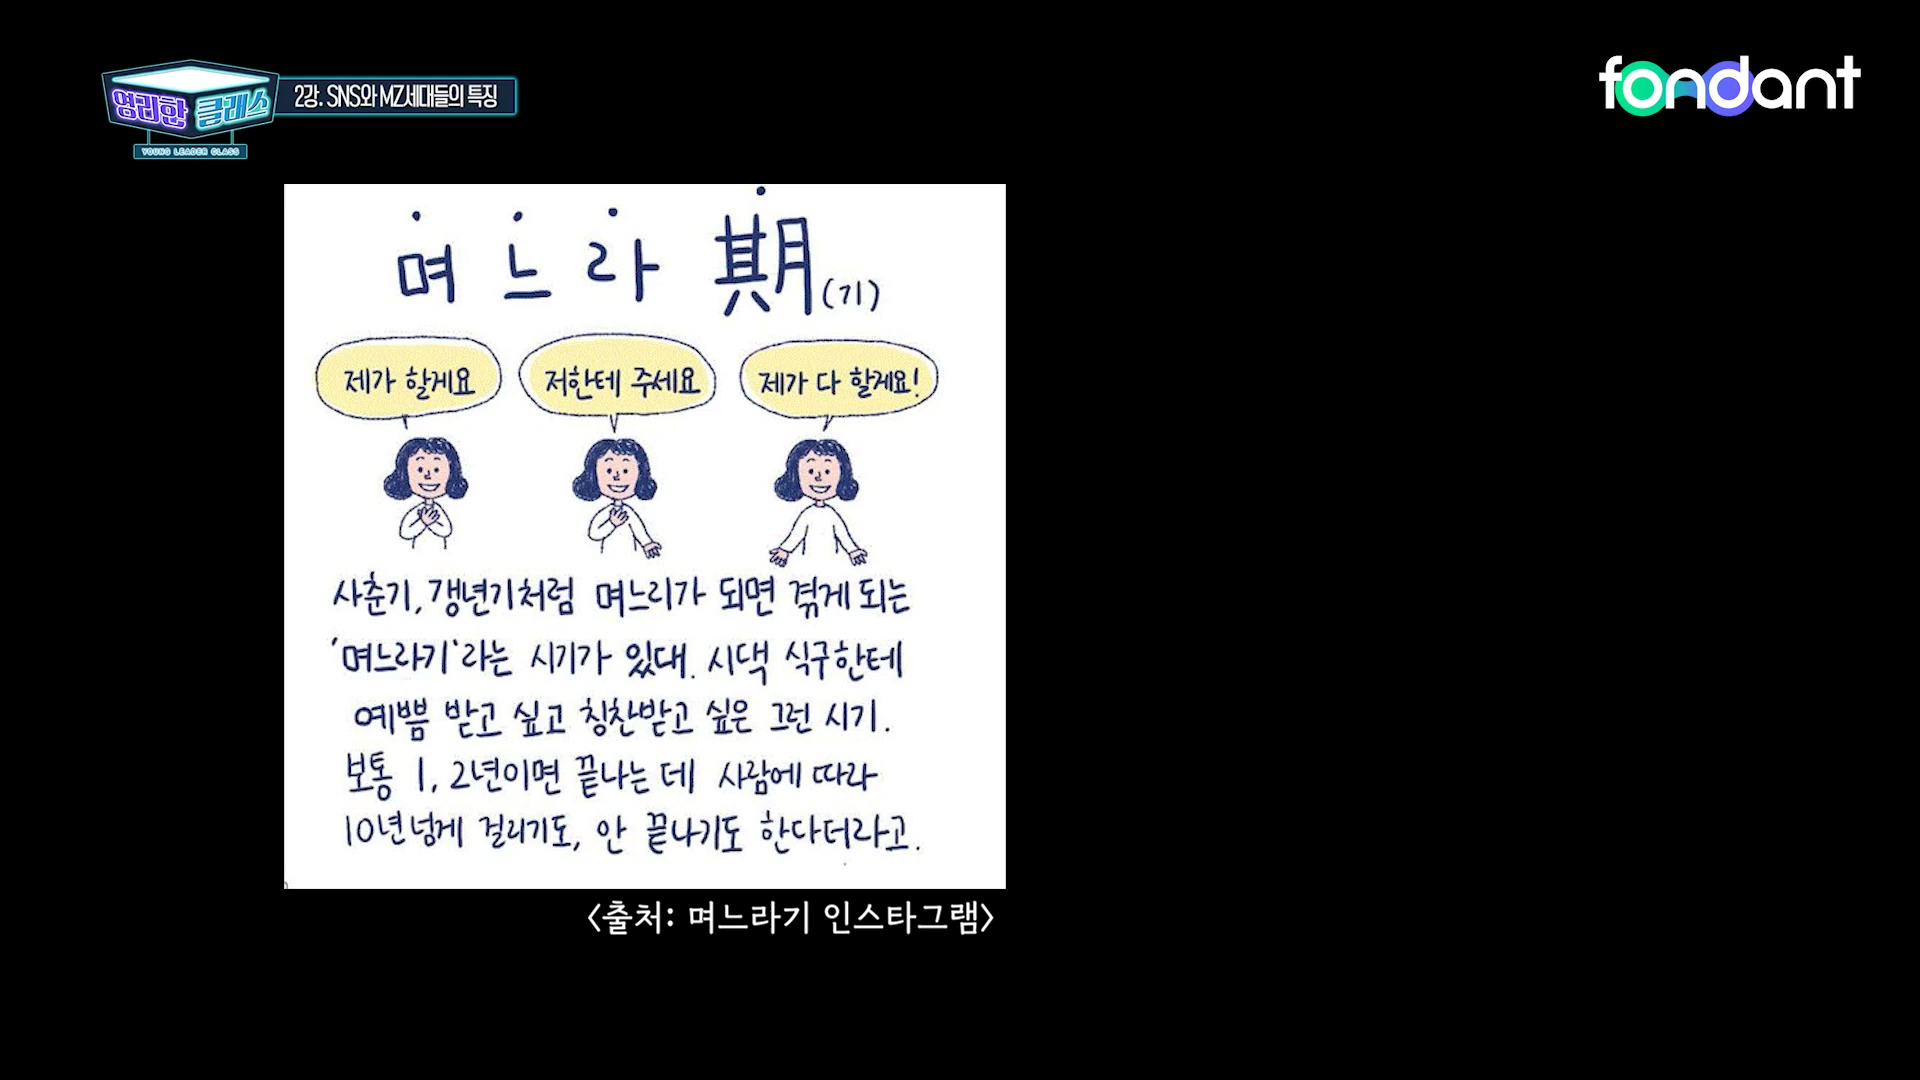 영리한 클래스
YOUNG LEADER CLASS
2강. SNS와 MZ세대들의 특징
fondant
며느라 期(기)
제가 할게요
저한테 주세요
제가 다 할게요!
사춘기, 갱년기처럼 며느리가 되면 겪게 되는
'며느라기'라는 시기가 있대. 시댁 식구한테
예쁨 받고 싶고 칭찬받고 싶은 그런 시기.
보통 1, 2년이면 끝나는 데 사람에 따라
10년 넘게 걸리기도, 안 끝나기도 한다더라고.
<출처: 며느라기 인스타그램>